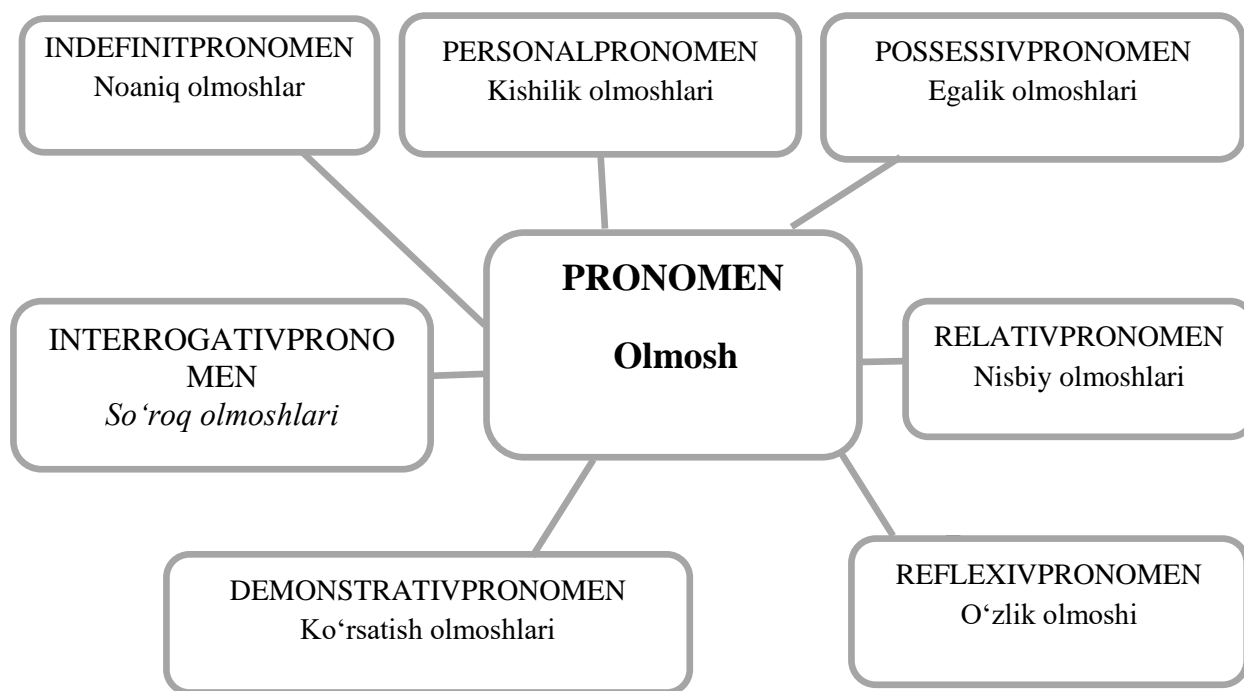 INDEFINITPRONOMEN
Noaniq olmoshlar
PERSONALPRONOMEN
Kishilik olmoshlari
POSSESSIVPRONOMEN
Egalik olmoshlari
PRONOMEN
Olmosh
INTERROGATIVPRONO
MEN
So‘roq olmoshlari
RELATIVPRONOMEN
Nisbiy olmoshlari
DEMONSTRATIVPRONOMEN
Ko‘rsatish olmoshlari
REFLEXIVPRONOMEN
O‘zlik olmoshi